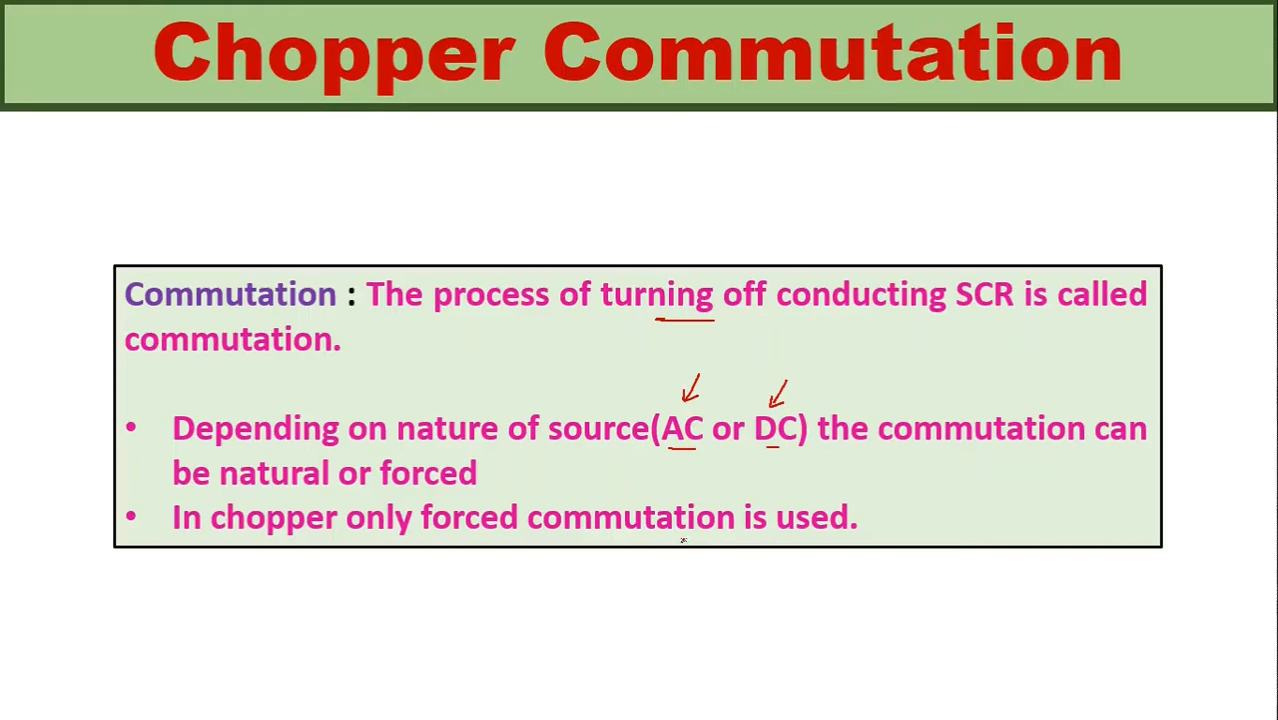 Chopper Commutation
Commutation : The process of turning off conducting SCR is called
commutation.
• Depending on nature of source(AC or DC) the commutation can
be natural or forced
• In chopper only forced commutation is used.